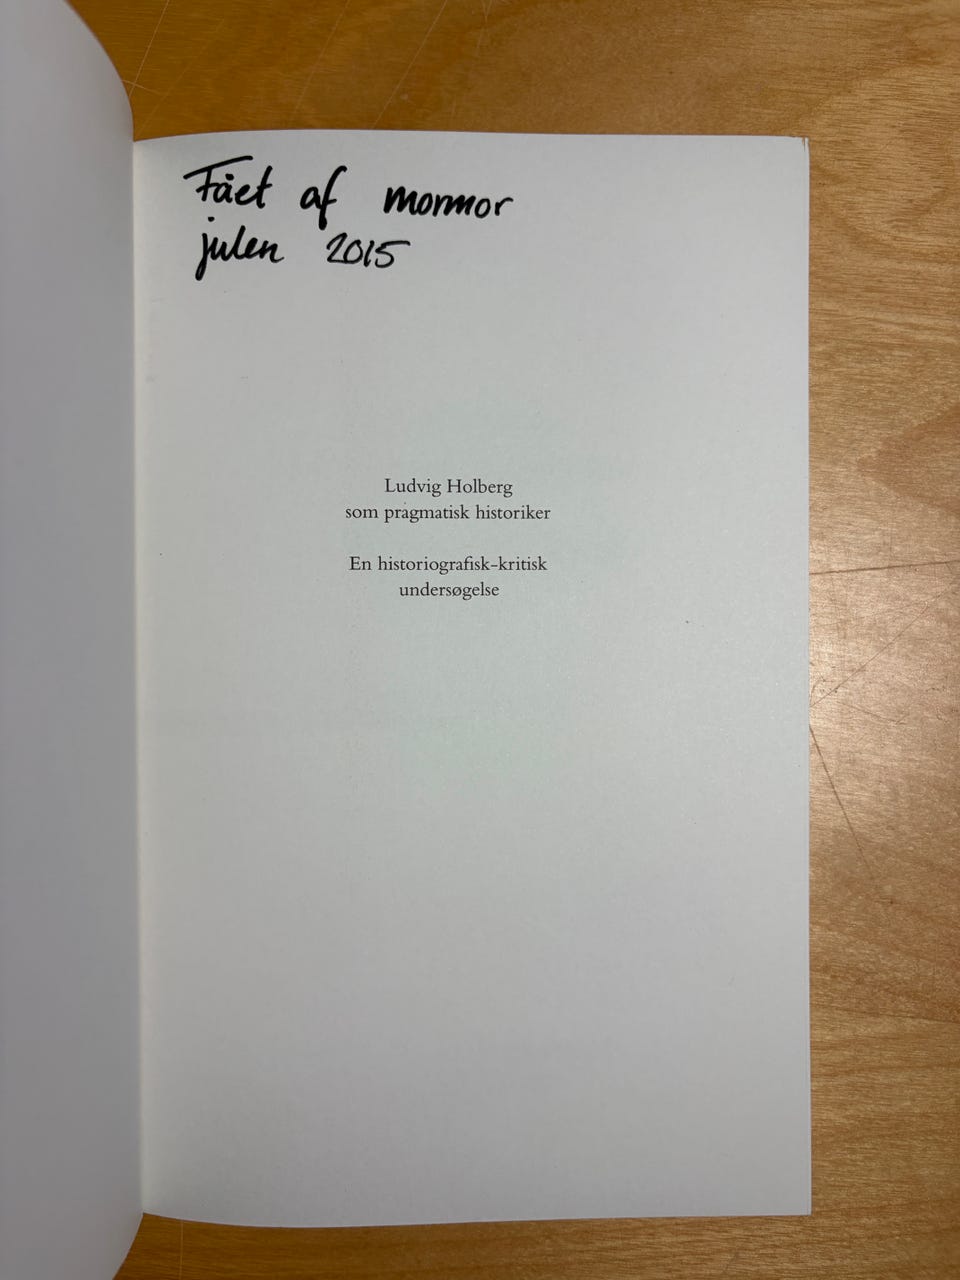 Fået af mormor
julen 2015
Ludvig Holberg
som pragmatisk historiker
En historiografisk-kritisk
undersøgelse